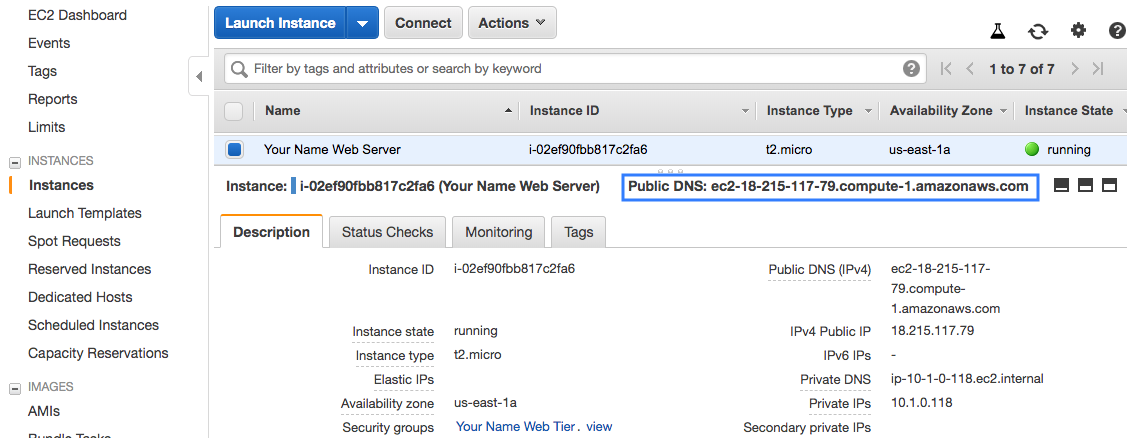 EC2 Dashboard
Events
Tags
Reports
Limits
INSTANCES
Instances
Launch Templates
Spot Requests
Reserved Instances
Dedicated Hosts
Scheduled Instances
Capacity Reservations
IMAGES
AMIs
Bundle Tasks
Launch Instance Connect Actions
Filter by tags and attributes or search by keyword ? 1 to 7 of 7
Name Instance ID Instance Type Availability Zone Instance State
Your Name Web Server i-02ef90fbb817c2fa6 t2.micro us-east-1a running
Instance: i-02ef90fbb817c2fa6 (Your Name Web Server) Public DNS: ec2-18-215-117-79.compute-1.amazonaws.com
Description Status Checks Monitoring Tags
Instance ID i-02ef90fbb817c2fa6 Public DNS (IPv4) ec2-18-215-117-
79.compute-
1.amazonaws.com
Instance state running IPv4 Public IP 18.215.117.79
Instance type t2.micro IPv6 IPs -
Elastic IPs Private DNS ip-10-1-0-118.ec2.internal
Availability zone us-east-1a Private IPs 10.1.0.118
Security groups Your Name Web Tier. view Secondary private IPs